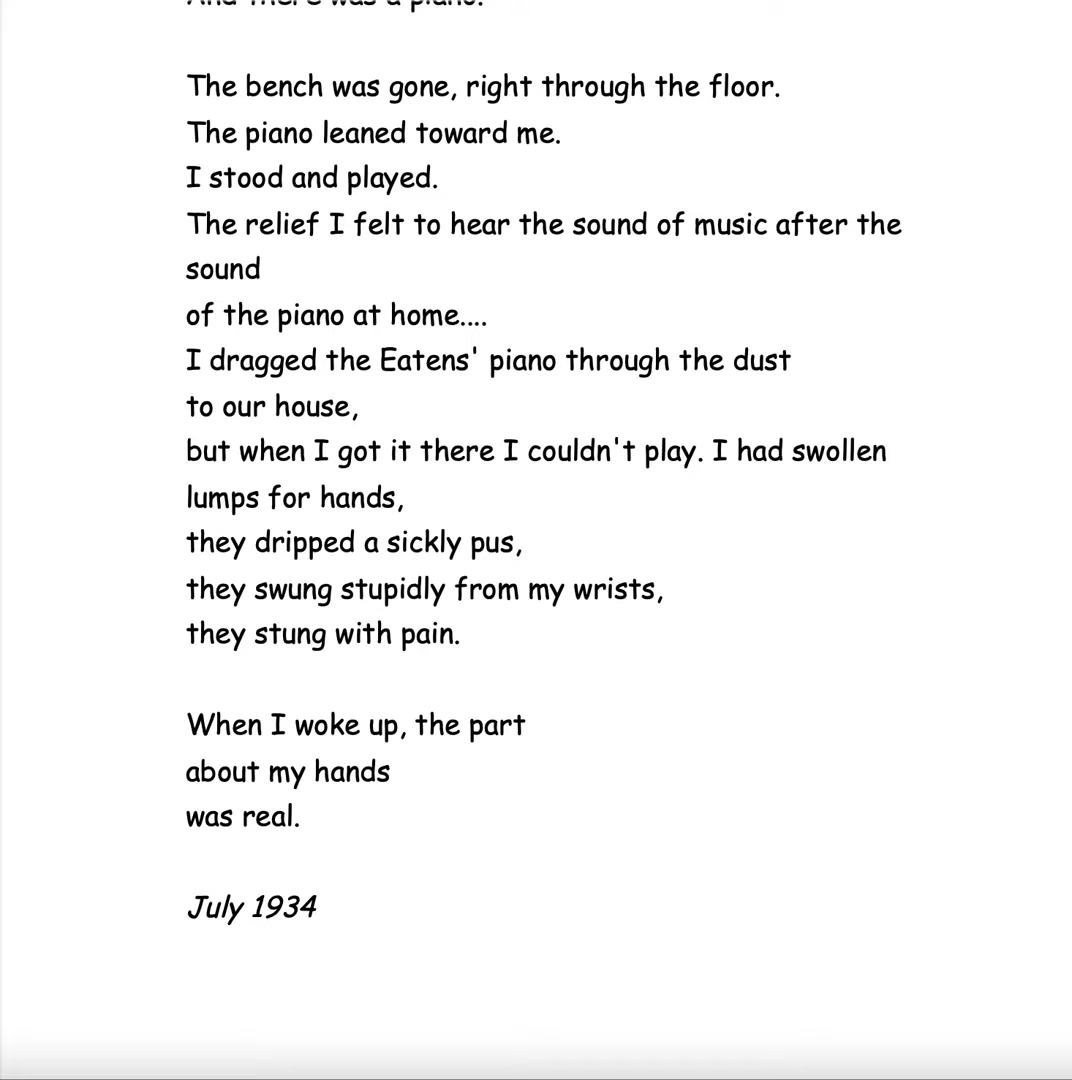 And there was a piano.
The bench was gone, right through the floor.
The piano leaned toward me.
I stood and played.
The relief I felt to hear the sound of music after the
sound
of the piano at home....
I dragged the Eatens' piano through the dust
to our house,
but when I got it there I couldn't play. I had swollen
lumps for hands,
they dripped a sickly pus,
they swung stupidly from my wrists,
they stung with pain.
When I woke up, the part
about my hands
was real.
July 1934